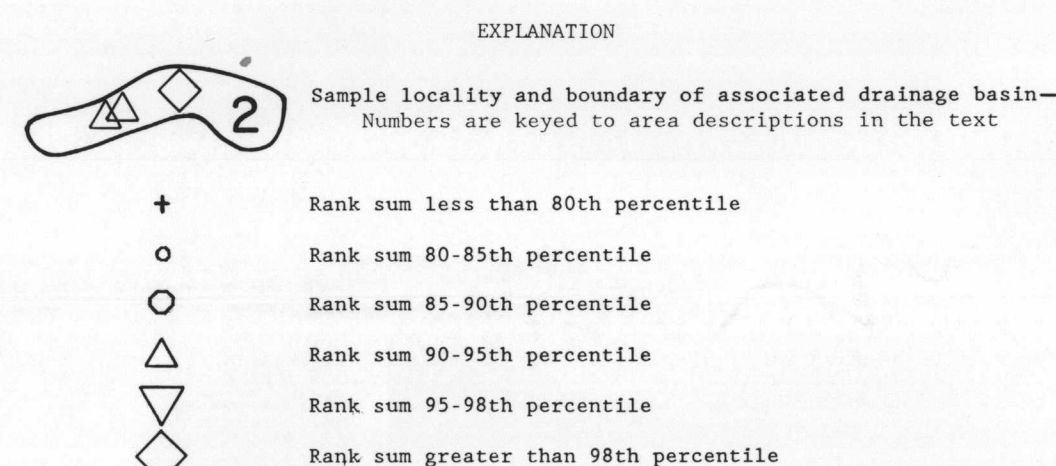 EXPLANATION
2
Sample locality and boundary of associated drainage basin—
Numbers are keyed to area descriptions in the text
Rank sum less than 80th percentile
Rank sum 80-85th percentile
Rank sum 85-90th percentile
Rank sum 90-95th percentile
Rank sum 95-98th percentile
Rank sum greater than 98th percentile